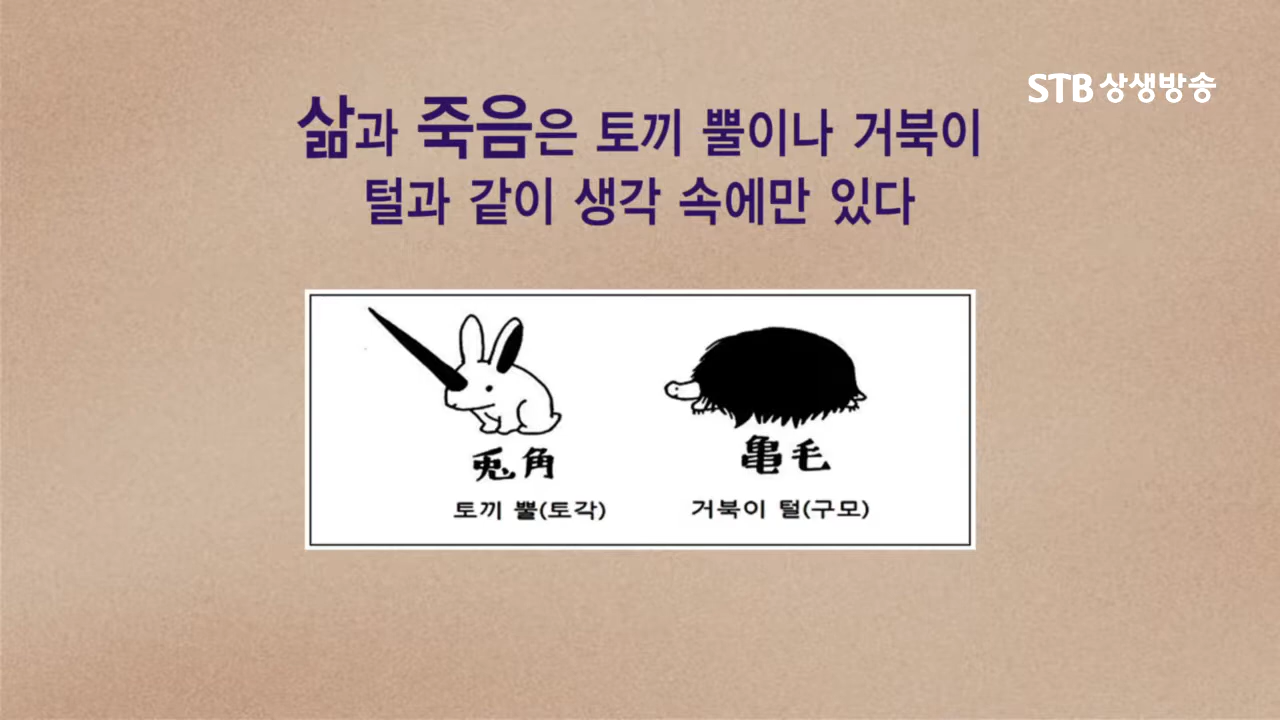 STB 상생방송
삶과 죽음은 토끼 뿔이나 거북이
털과 같이 생각 속에만 있다
兎角
亀毛
토끼 뿔(토각)
거북이 털(구모)